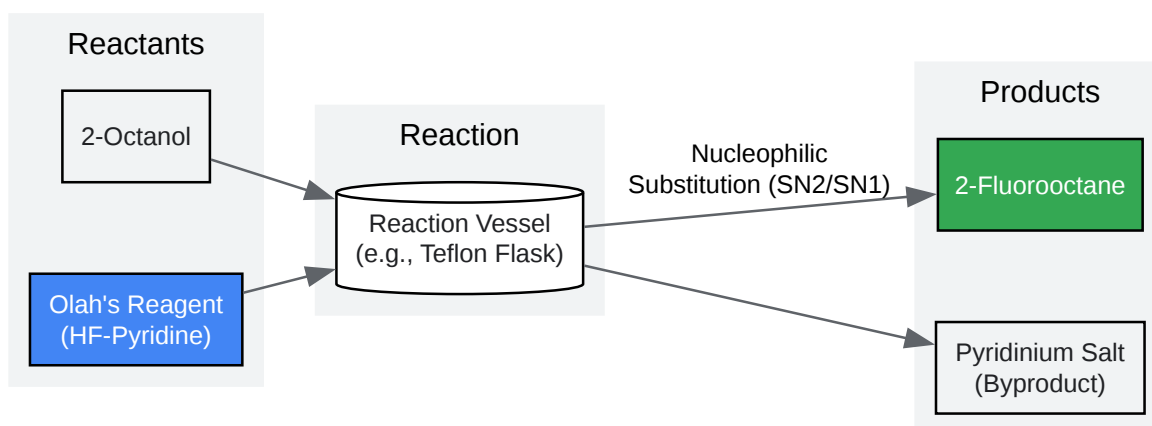 Reactants
2-Octanol
Olah's Reagent
(HF-Pyridine)
Reaction
Reaction Vessel
(e.g., Teflon Flask)
Nucleophilic
Substitution (SN2/SN1)
Products
2-Fluorooctane
Pyridinium Salt
(Byproduct)